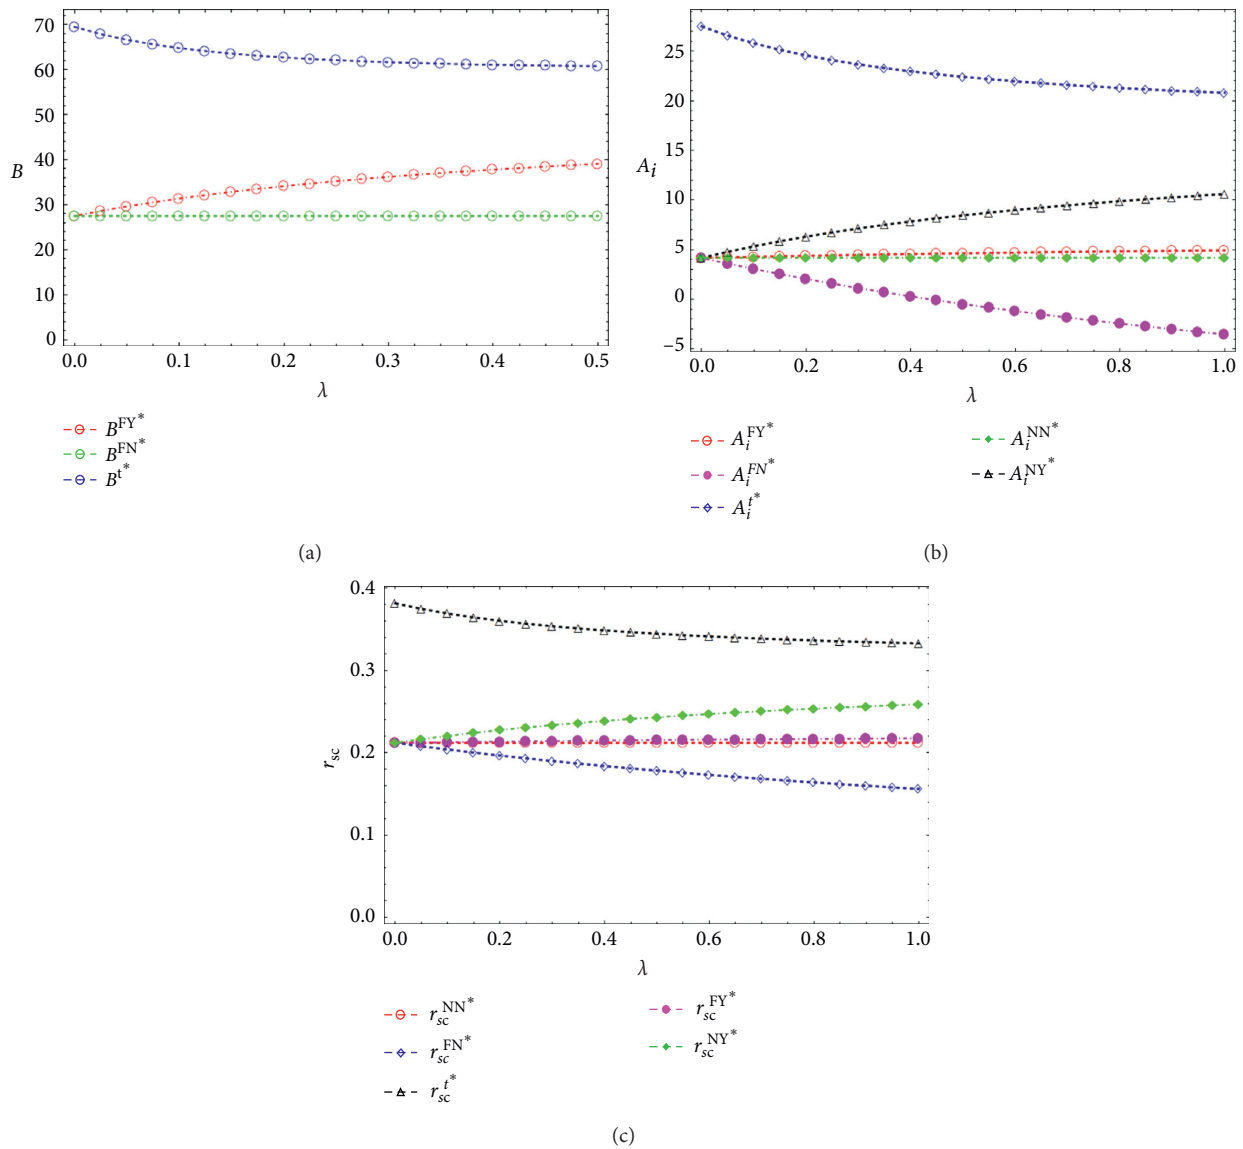 70
60
50
B 40
30
20
10
0
0.0 0.1 0.2 0.3 0.4 0.5
λ
B^FY*
B^FN*
B^t*
(a)
25
20
15
A_i
10
5
0
−5
0.0 0.2 0.4 0.6 0.8 1.0
λ
A_i^FY* A_i^NN*
A_i^FN* A_i^NY*
A_i^t*
(b)
0.4
0.3
r_sc 0.2
0.1
0.0
0.0 0.2 0.4 0.6 0.8 1.0
λ
r_sc^NN* r_sc^FY*
r_sc^FN* r_sc^NY*
r_sc^t*
(c)